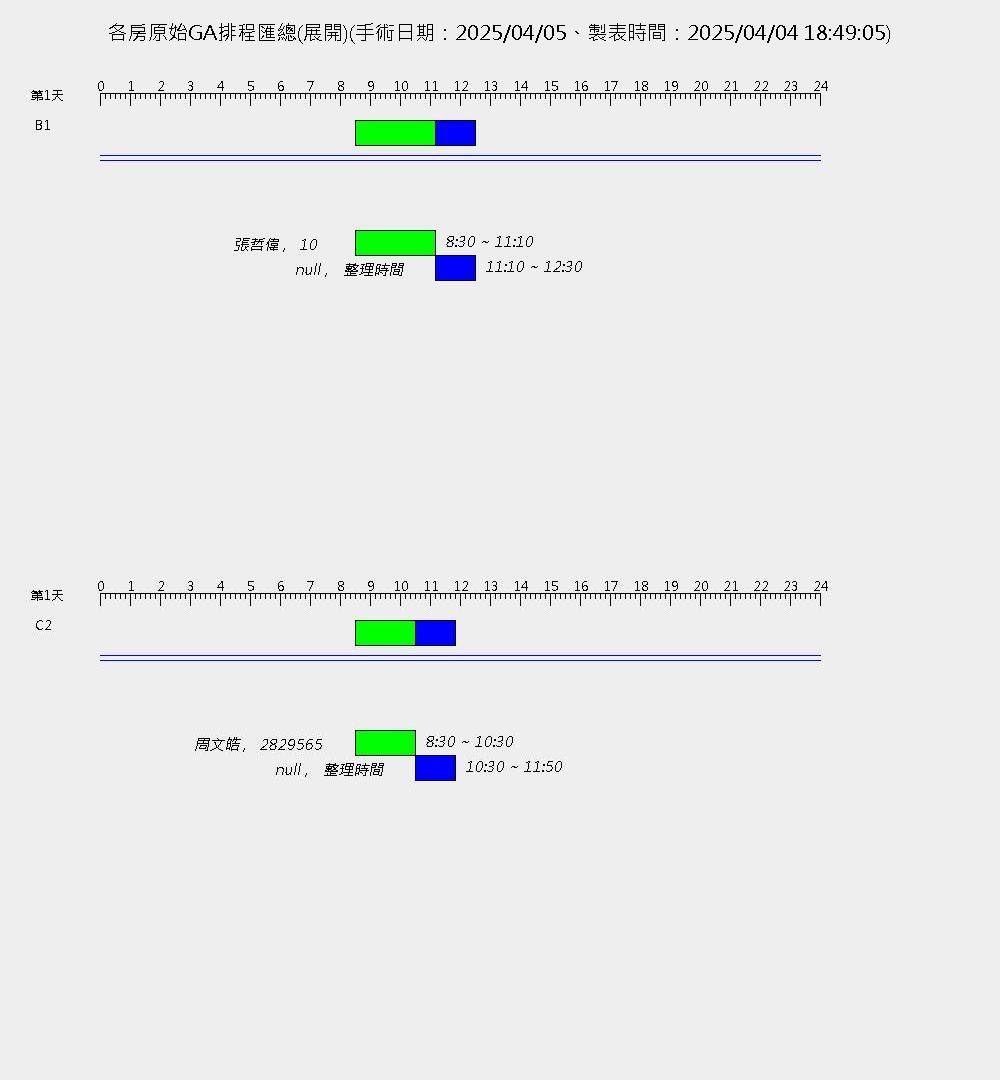 各房原始GA排程匯總(展開)(手術日期：2025/04/05、製表時間：2025/04/04 18:49:05)
0 1 2 3 4 5 6 7 8 9 10 11 12 13 14 15 16 17 18 19 20 21 22 23 24
第1天
B1
張哲偉， 10 8:30 ~ 11:10
null， 整理時間 11:10 ~ 12:30
0 1 2 3 4 5 6 7 8 9 10 11 12 13 14 15 16 17 18 19 20 21 22 23 24
第1天
C2
周文皓， 2829565 8:30 ~ 10:30
null， 整理時間 10:30 ~ 11:50